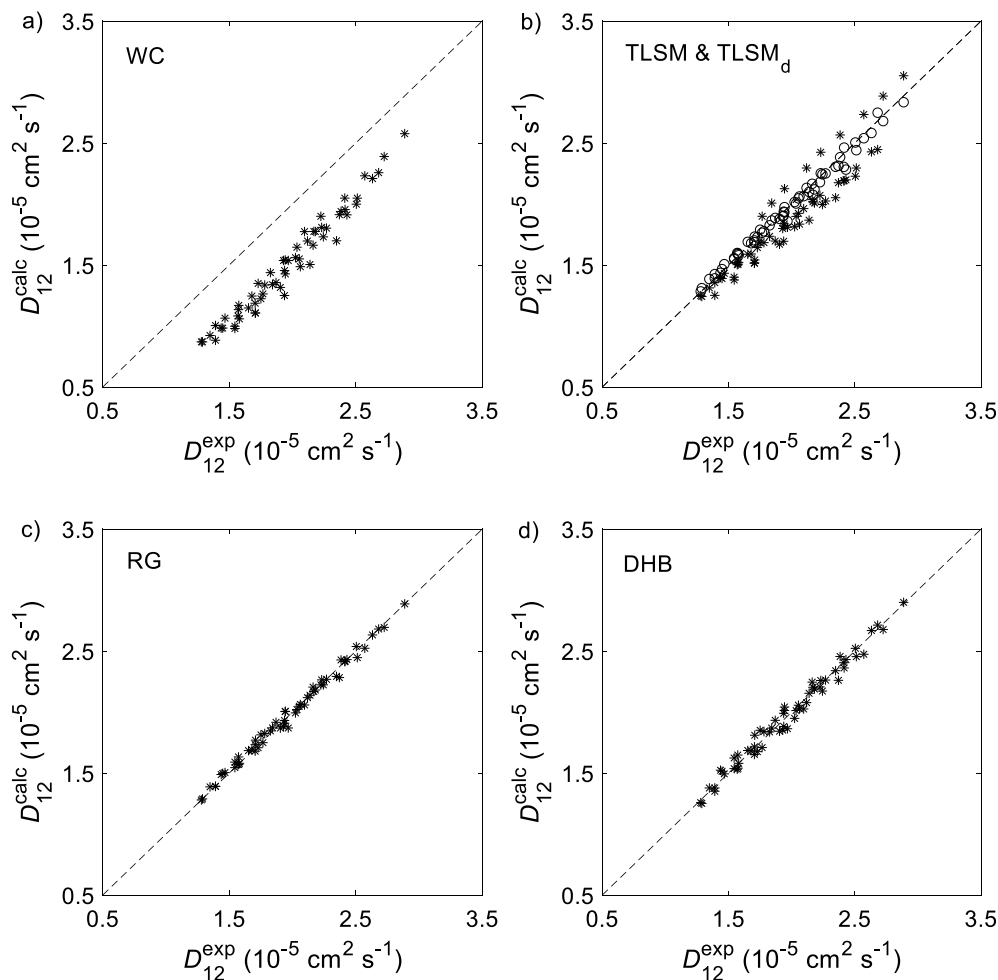 a)
WC
3.5
2.5
1.5
0.5
D₁₂ᶜᵃˡᶜ (10⁻⁵ cm² s⁻¹)
0.5 1.5 2.5 3.5
D₁₂ᵉˣᵖ (10⁻⁵ cm² s⁻¹)
b)
TLSM & TLSM_d
3.5
2.5
1.5
0.5
D₁₂ᶜᵃˡᶜ (10⁻⁵ cm² s⁻¹)
0.5 1.5 2.5 3.5
D₁₂ᵉˣᵖ (10⁻⁵ cm² s⁻¹)
c)
RG
3.5
2.5
1.5
0.5
D₁₂ᶜᵃˡᶜ (10⁻⁵ cm² s⁻¹)
0.5 1.5 2.5 3.5
D₁₂ᵉˣᵖ (10⁻⁵ cm² s⁻¹)
d)
DHB
3.5
2.5
1.5
0.5
D₁₂ᶜᵃˡᶜ (10⁻⁵ cm² s⁻¹)
0.5 1.5 2.5 3.5
D₁₂ᵉˣᵖ (10⁻⁵ cm² s⁻¹)